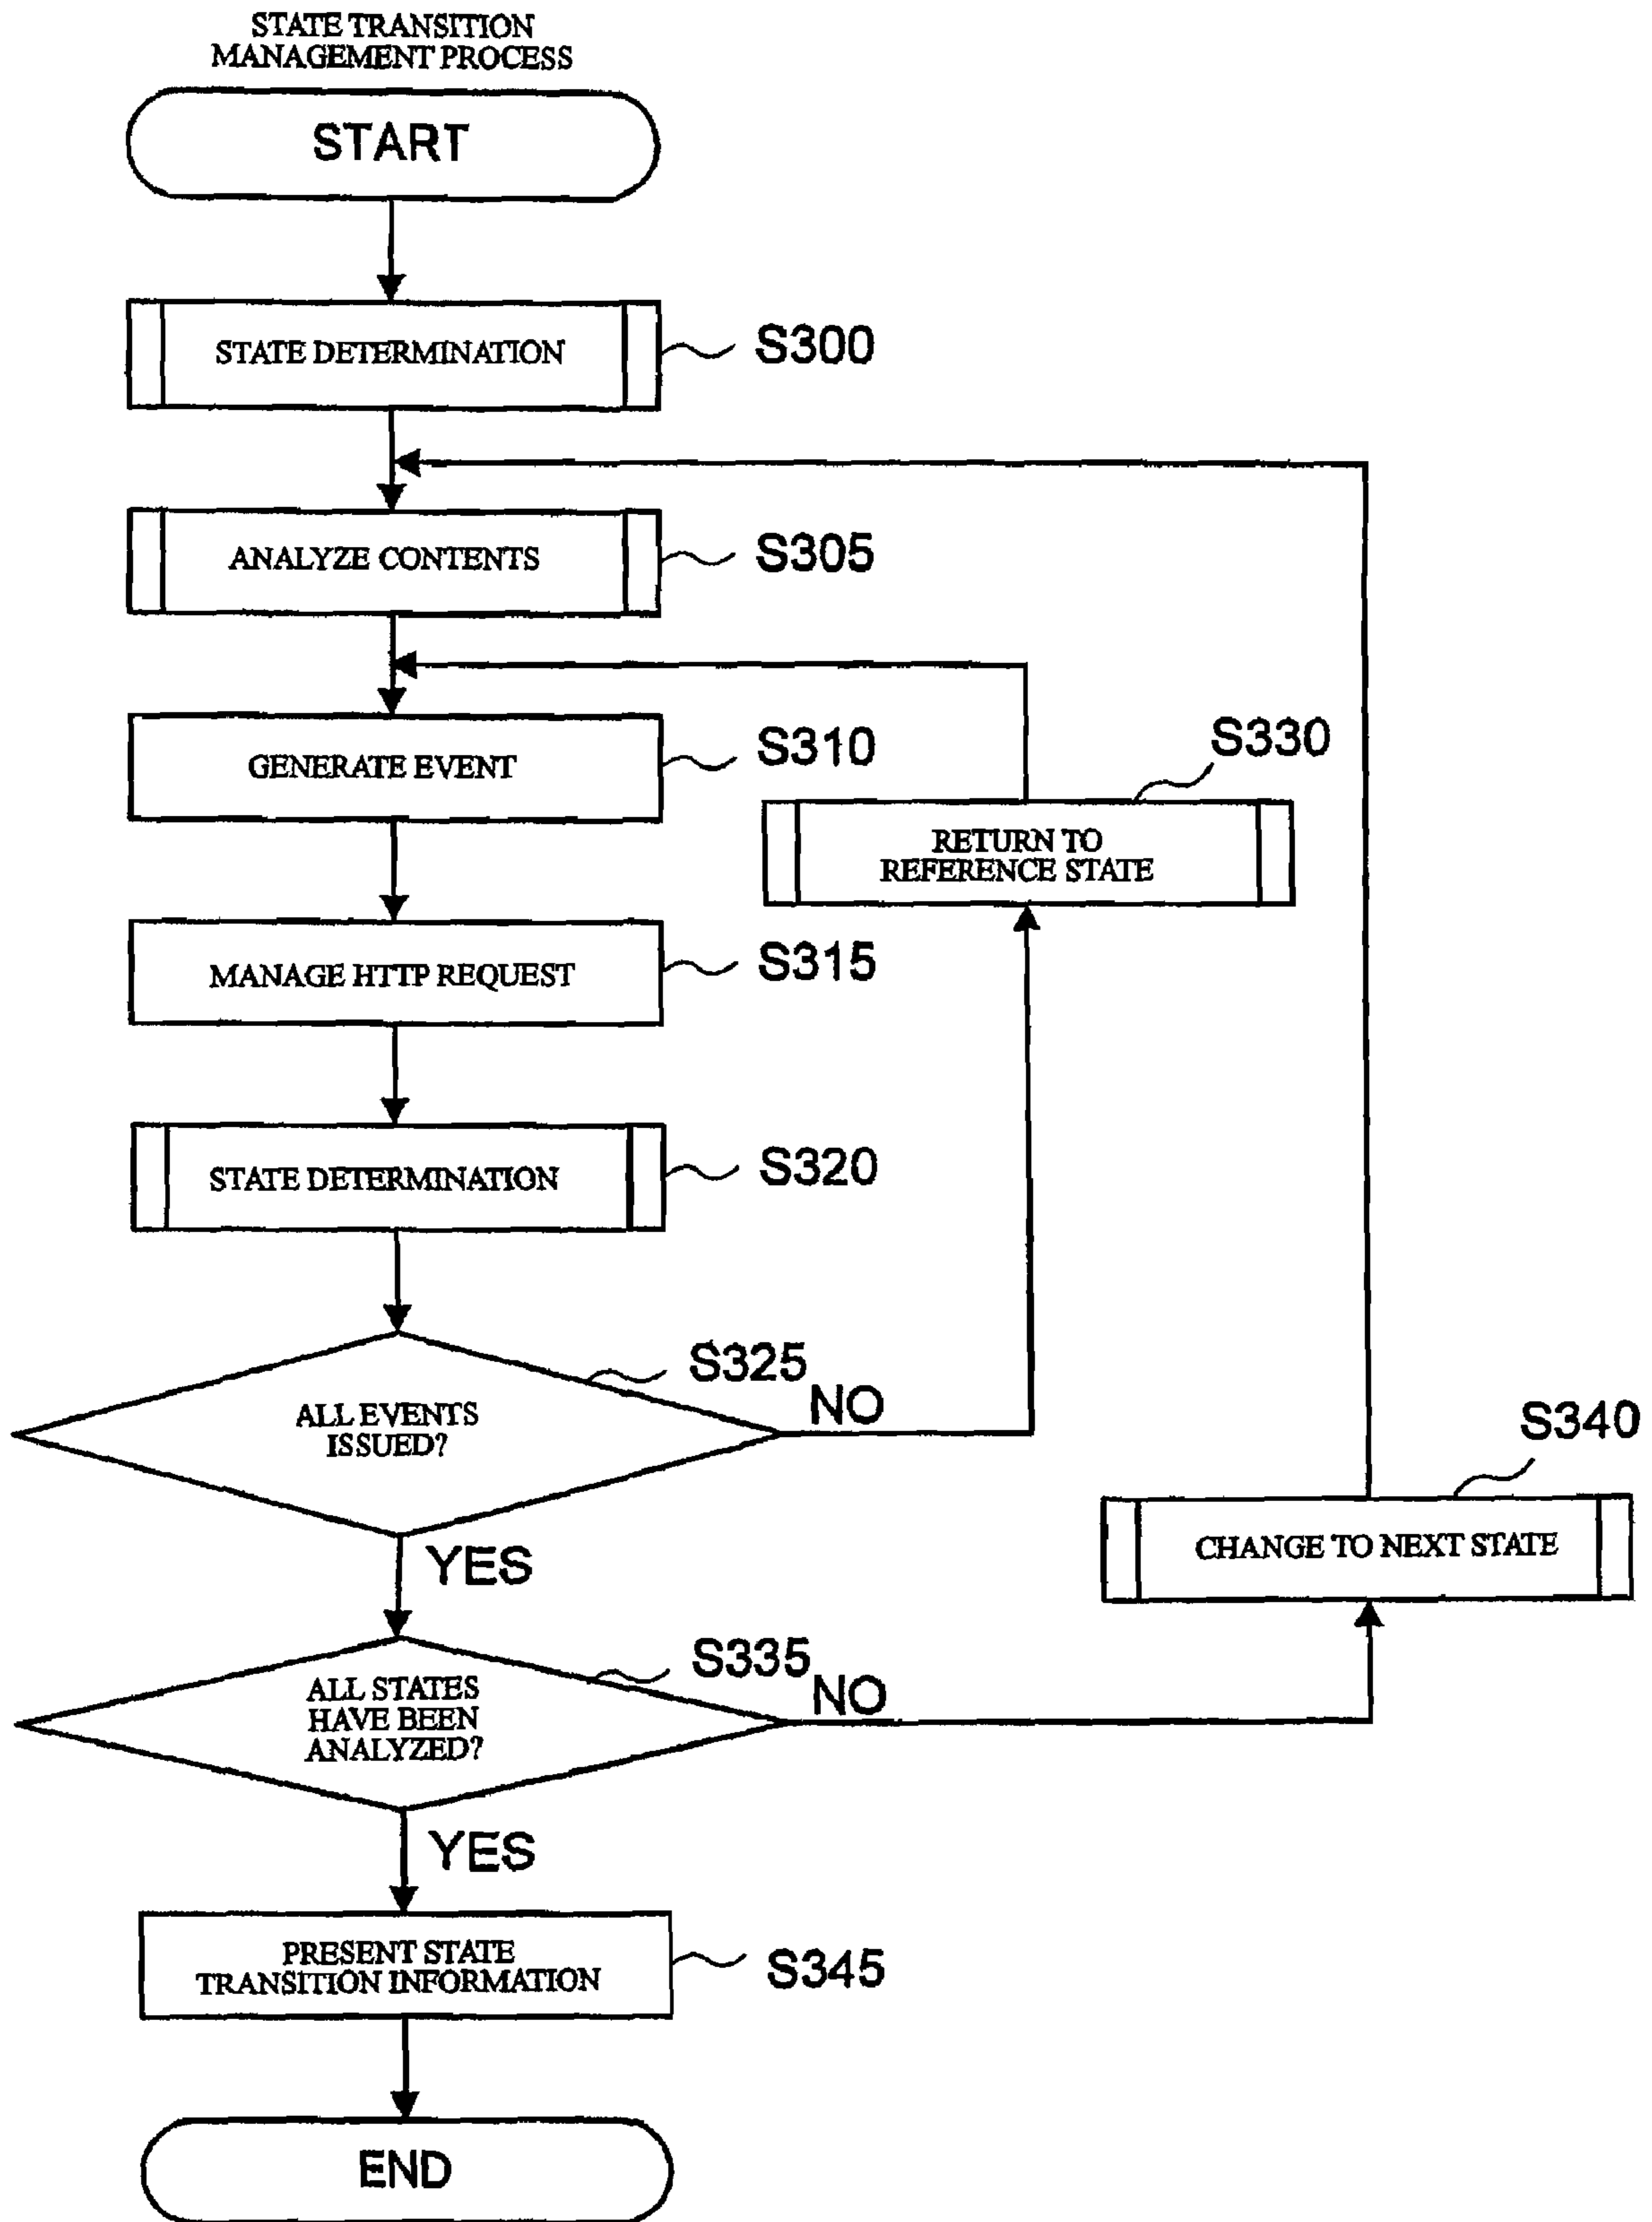 STATE TRANSITION
MANAGEMENT PROCESS
START
STATE DETERMINATION
S300
ANALYZE CONTENTS
S305
GENERATE EVENT
S310
S330
RETURN TO
REFERENCE STATE
MANAGE HTTP REQUEST
S315
STATE DETERMINATION
S320
S325
ALL EVENTS
ISSUED?
NO
S340
CHANGE TO NEXT STATE
YES
S335
ALL STATES
HAVE BEEN
ANALYZED?
NO
YES
PRESENT STATE
TRANSITION INFORMATION
S345
END